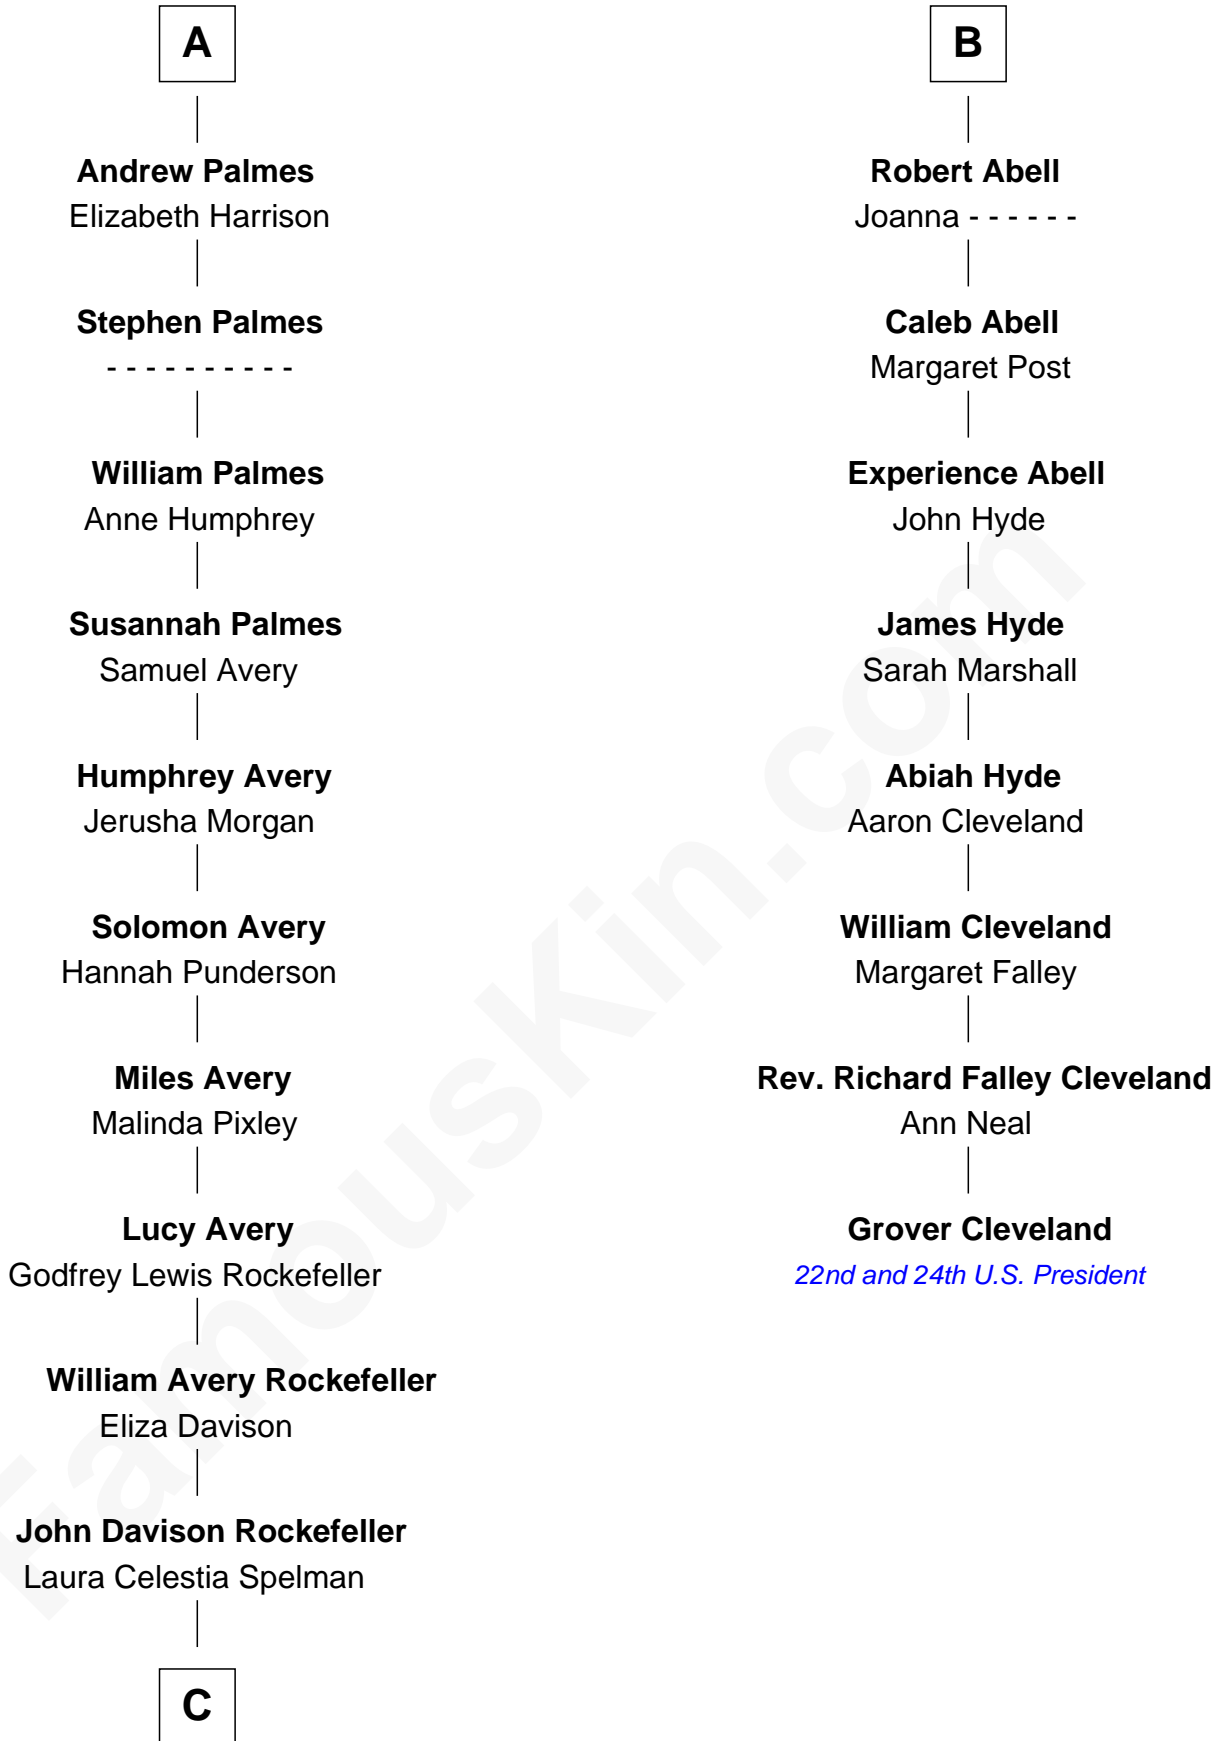 A
Andrew Palmes
Elizabeth Harrison
Stephen Palmes
- - - - - - - - - -
William Palmes
Anne Humphrey
Susannah Palmes
Samuel Avery
Humphrey Avery
Jerusha Morgan
Solomon Avery
Hannah Punderson
Miles Avery
Malinda Pixley
Lucy Avery
Godfrey Lewis Rockefeller
William Avery Rockefeller
Eliza Davison
John Davison Rockefeller
Laura Celestia Spelman
C
B
Robert Abell
Joanna - - - - - -
Caleb Abell
Margaret Post
Experience Abell
John Hyde
James Hyde
Sarah Marshall
Abiah Hyde
Aaron Cleveland
William Cleveland
Margaret Falley
Rev. Richard Falley Cleveland
Ann Neal
Grover Cleveland
22nd and 24th U.S. President
FamousKin.com